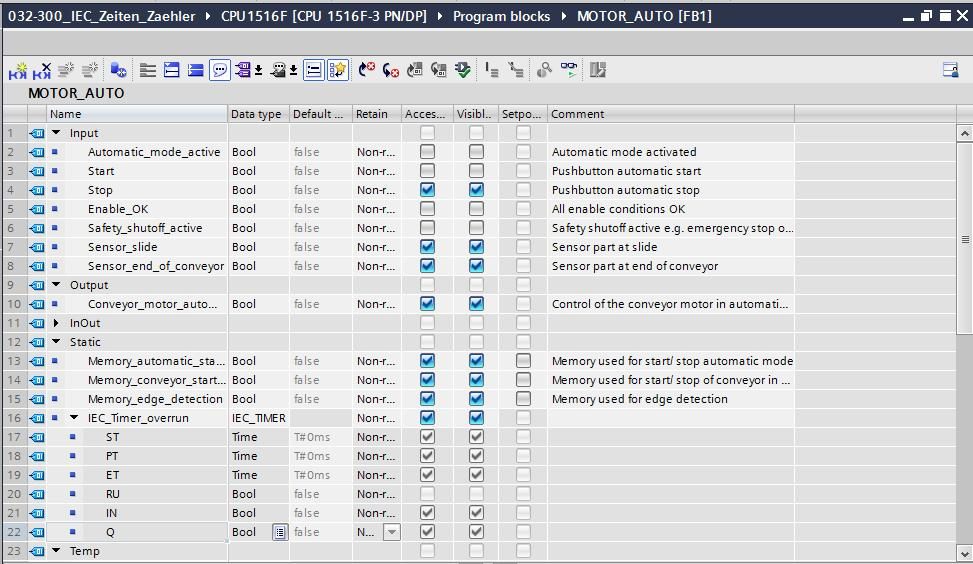 032-300_IEC_Zeiten_Zaehler ▸ CPU1516F [CPU 1516F-3 PN/DP] ▸ Program blocks ▸ MOTOR_AUTO [FB1]
MOTOR_AUTO
Name Data type Default ... Retain Acces... Visibl.. Setpo... Comment
1 Input
2 Automatic_mode_active Bool false Non-r... Automatic mode activated
3 Start Bool false Non-r... Pushbutton automatic start
4 Stop Bool false Non-r... Pushbutton automatic stop
5 Enable_OK Bool false Non-r... All enable conditions OK
6 Safety_shutoff_active Bool false Non-r... Safety shutoff active e.g. emergency stop o...
7 Sensor_slide Bool false Non-r... Sensor part at slide
8 Sensor_end_of_conveyor Bool false Non-r... Sensor part at end of conveyor
9 Output
10 Conveyor_motor_auto... Bool false Non-r... Control of the conveyor motor in automati...
11 InOut
12 Static
13 Memory_automatic_sta... Bool false Non-r... Memory used for start/ stop automatic mode
14 Memory_conveyor_start... Bool false Non-r... Memory used for start/ stop of conveyor in ...
15 Memory_edge_detection Bool false Non-r... Memory used for edge detection
16 IEC_Timer_overrun IEC_TIMER Non-r...
17 ST Time T#0ms Non-r...
18 PT Time T#0ms Non-r...
19 ET Time T#0ms Non-r...
20 RU Bool false Non-r...
21 IN Bool false Non-r...
22 Q Bool false N...
23 Temp